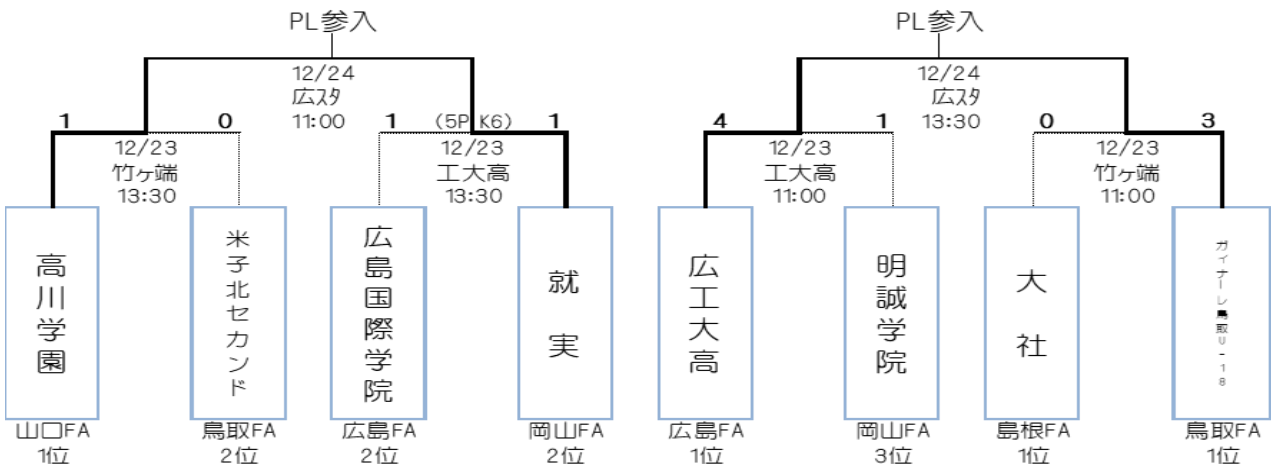 PL参入
PL参入
12/24
広スタ
11:00
12/24
広スタ
13:30
1
0
1
(5PK6)
1
4
1
0
3
12/23
竹ヶ端
13:30
12/23
工大高
13:30
12/23
工大高
11:00
12/23
竹ヶ端
11:00
高川学園
米子北セカンド
広島国際学院
就実
広工大高
明誠学院
大社
ガイナーレ鳥取U-18
山口FA
1位
鳥取FA
2位
広島FA
2位
岡山FA
2位
広島FA
1位
岡山FA
3位
島根FA
1位
鳥取FA
1位